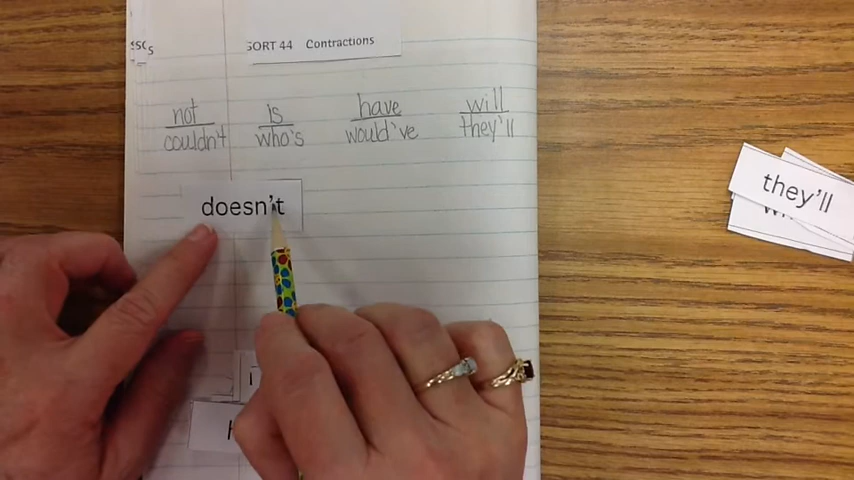 SORT 44 Contractions
not is have will
couldn't who's would've they'll
doesn't
they'll